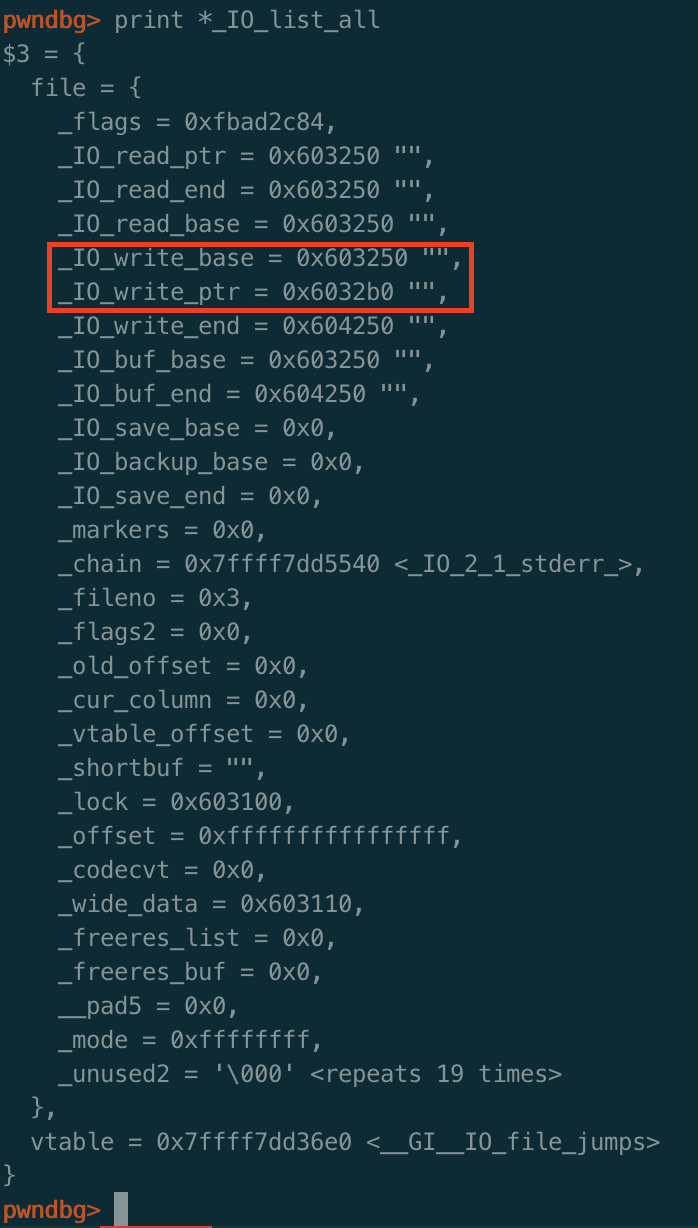 pwndbg> print *_IO_list_all
$3 = {
  file = {
    _flags = 0xfbad2c84,
    _IO_read_ptr = 0x603250 "",
    _IO_read_end = 0x603250 "",
    _IO_read_base = 0x603250 "",
    _IO_write_base = 0x603250 "",
    _IO_write_ptr = 0x6032b0 "",
    _IO_write_end = 0x604250 "",
    _IO_buf_base = 0x603250 "",
    _IO_buf_end = 0x604250 "",
    _IO_save_base = 0x0,
    _IO_backup_base = 0x0,
    _IO_save_end = 0x0,
    _markers = 0x0,
    _chain = 0x7ffff7dd5540 <_IO_2_1_stderr_>,
    _fileno = 0x3,
    _flags2 = 0x0,
    _old_offset = 0x0,
    _cur_column = 0x0,
    _vtable_offset = 0x0,
    _shortbuf = "",
    _lock = 0x603100,
    _offset = 0xffffffffffffffff,
    _codecvt = 0x0,
    _wide_data = 0x603110,
    _freeres_list = 0x0,
    _freeres_buf = 0x0,
    __pad5 = 0x0,
    _mode = 0xffffffff,
    _unused2 = '\000' <repeats 19 times>
  },
  vtable = 0x7ffff7dd36e0 <__GI__IO_file_jumps>
}
pwndbg>